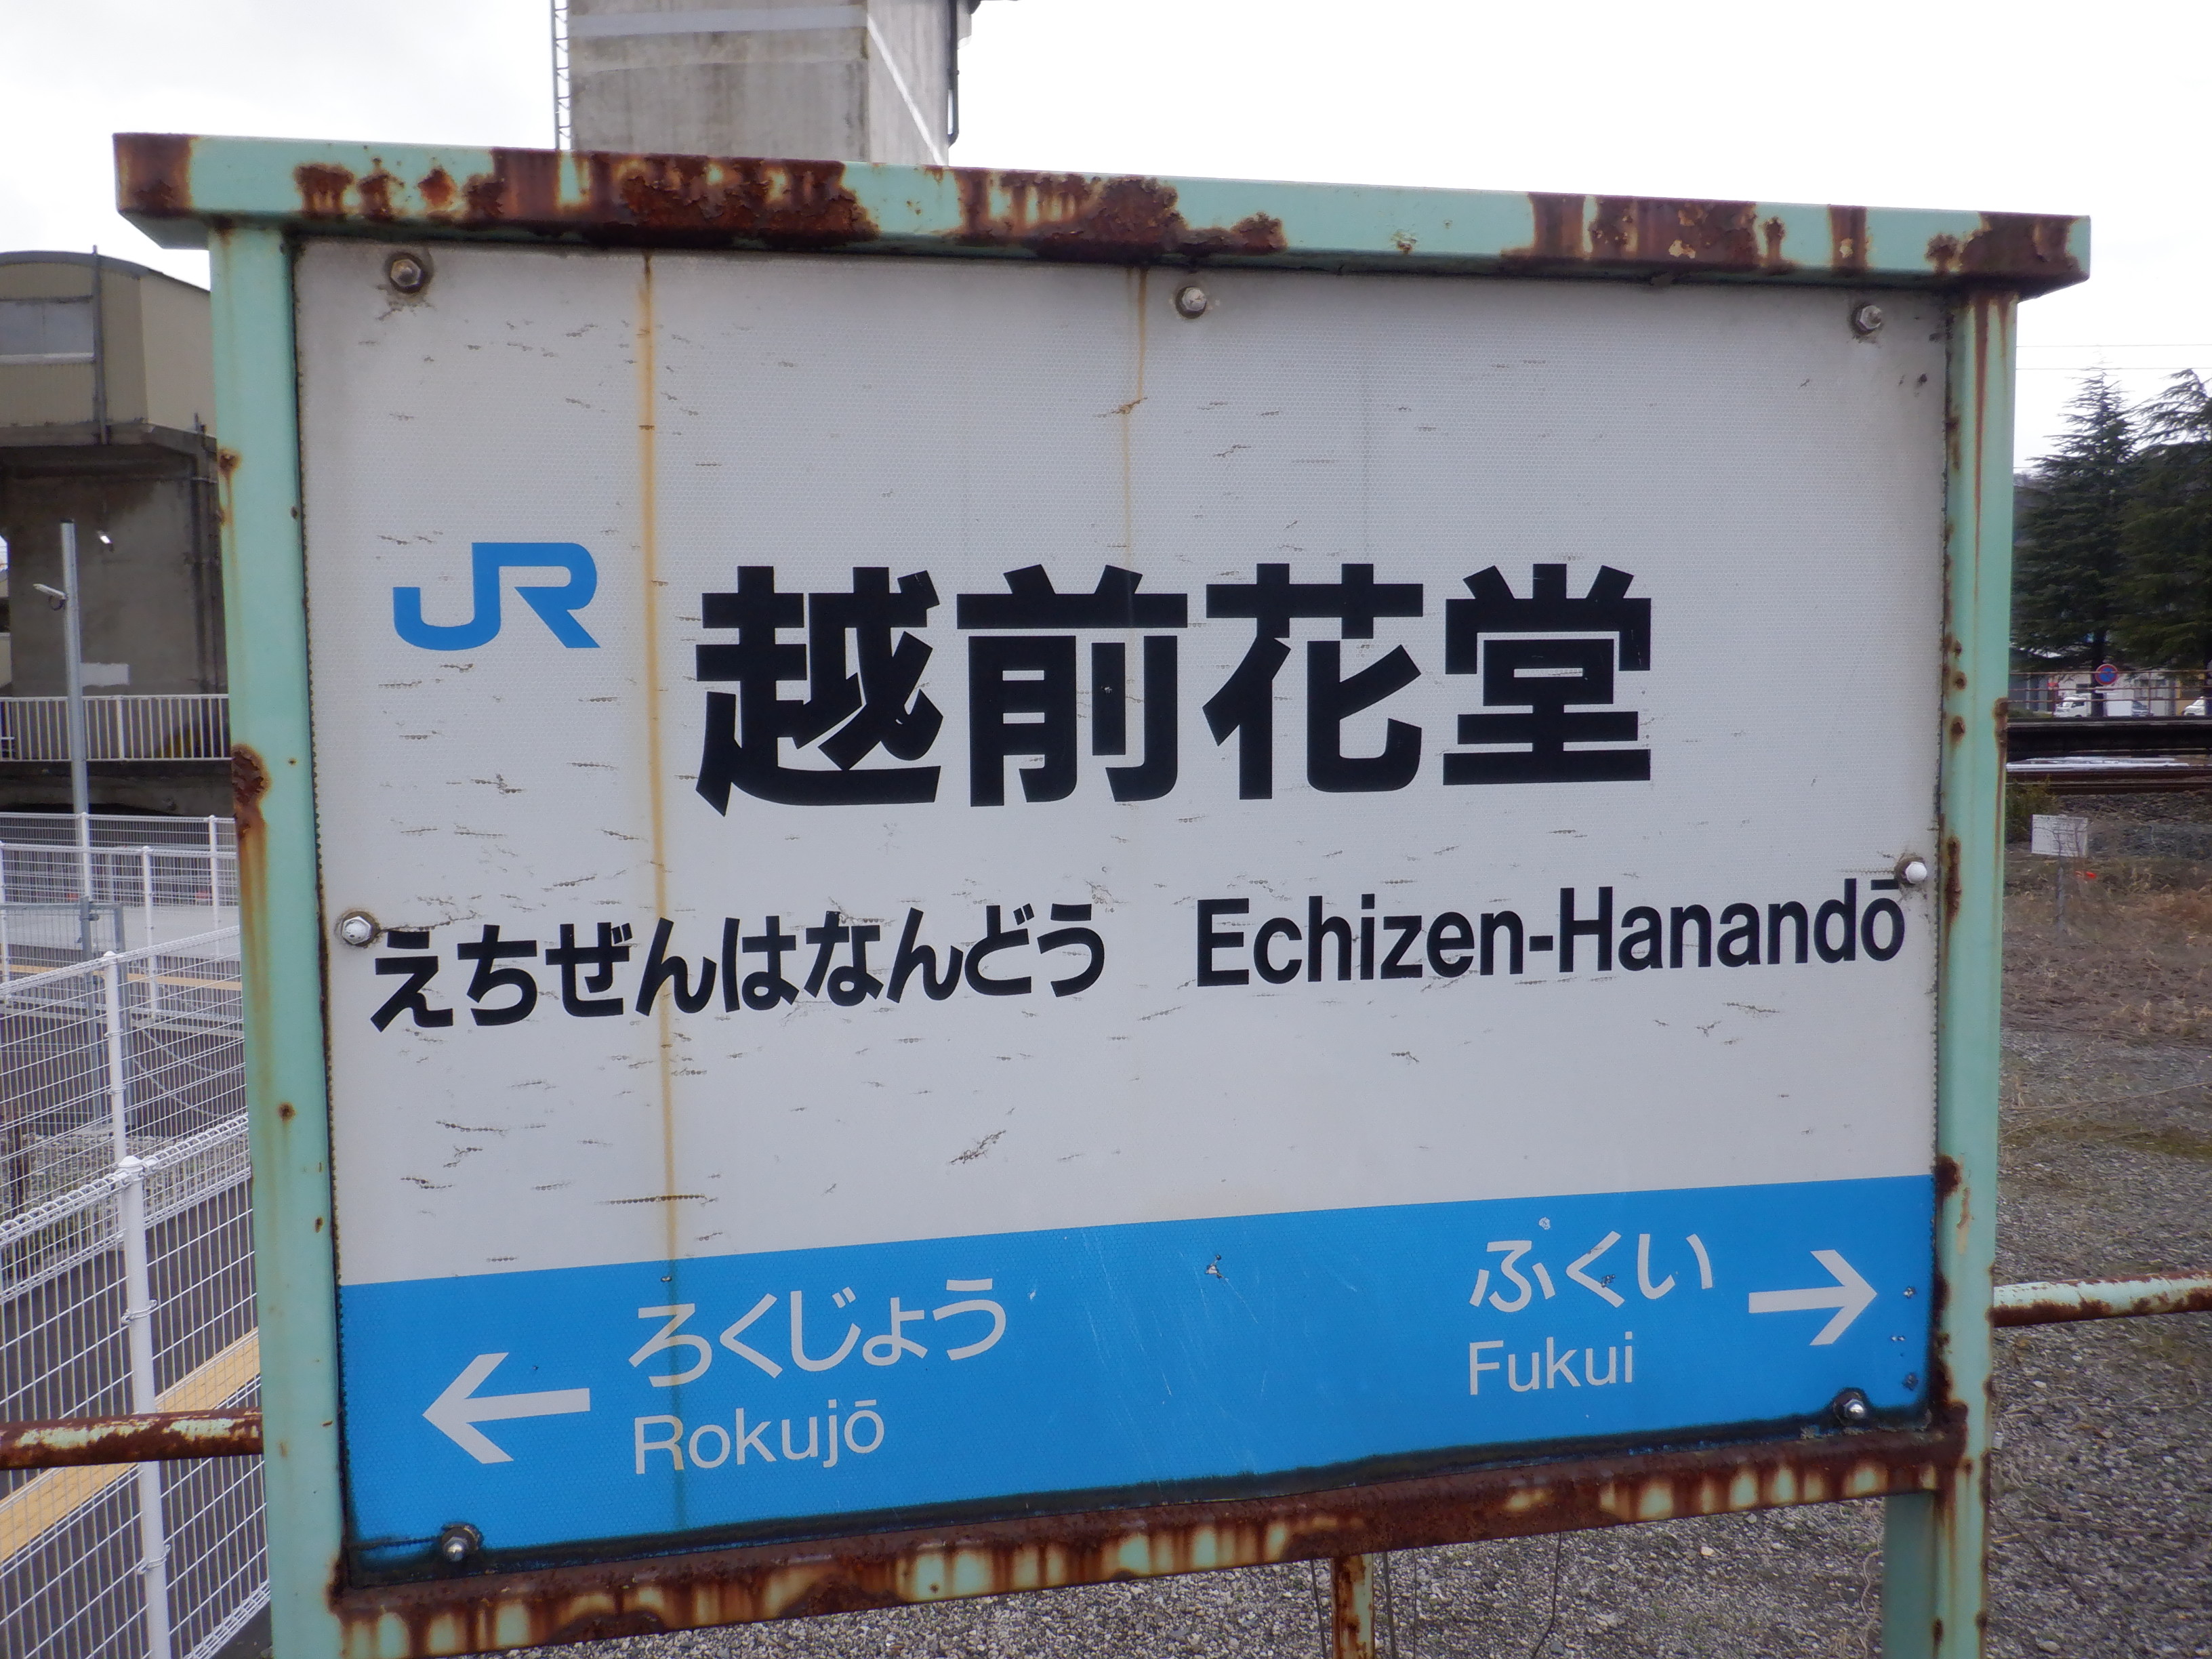 JR 越前花堂
えちぜんはなんどう Echizen-Hanandō
← ろくじょう
Rokujō
ふくい →
Fukui